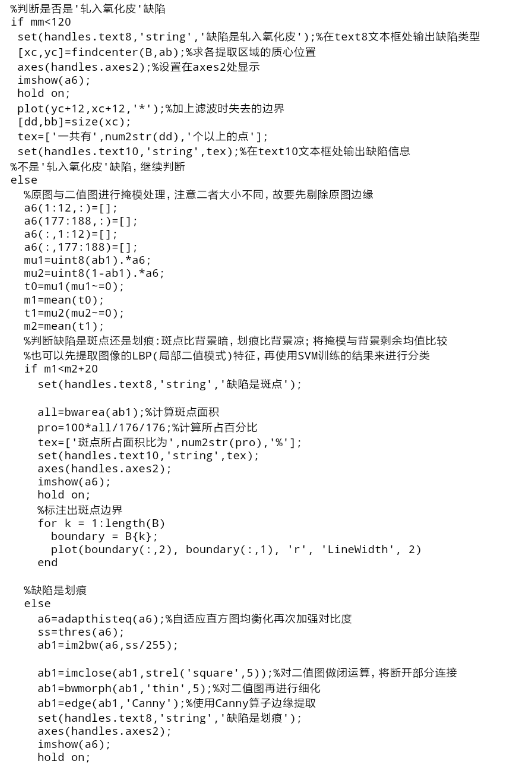 %判断是否是'轧入氧化皮'缺陷
if mm<120
set(handles.text8,'string','缺陷是轧入氧化皮');%在text8文本框处输出缺陷类型
[xc,yc]=findcenter(B,ab);%求各提取区域的质心位置
axes(handles.axes2);%设置在axes2处显示
imshow(a6);
hold on;
plot(yc+12,xc+12,'*');%加上滤波时失去的边界
[dd,bb]=size(xc);
tex=['一共有',num2str(dd),'个以上的点'];
set(handles.text10,'string',tex);%在text10文本框处输出缺陷信息
%不是'轧入氧化皮'缺陷，继续判断
else
%原图与二值图进行掩模处理，注意二者大小不同，故要先剔除原图边缘
a6(1:12,:)=[];
a6(177:188,:)=[];
a6(:,1:12)=[];
a6(:,177:188)=[];
mu1=uint8(ab1).*a6;
mu2=uint8(1-ab1).*a6;
t0=mu1(mu1~=0);
m1=mean(t0);
t1=mu2(mu2~=0);
m2=mean(t1);
%判断缺陷是斑点还是划痕:斑点比背景暗，划痕比背景凉；将掩模与背景剩余均值比较
%也可以先提取图像的LBP(局部二值模式)特征，再使用SVM训练的结果来进行分类
if m1<m2+20
set(handles.text8,'string','缺陷是斑点');
all=bwarea(ab1);%计算斑点面积
pro=100*all/176/176;%计算所占百分比
tex=['斑点所占面积比为',num2str(pro),'%'];
set(handles.text10,'string',tex);
axes(handles.axes2);
imshow(a6);
hold on;
%标注出斑点边界
for k = 1:length(B)
boundary = B{k};
plot(boundary(:,2), boundary(:,1), 'r', 'LineWidth', 2)
end
%缺陷是划痕
else
a6=adapthisteq(a6);%自适应直方图均衡化再次加强对比度
ss=thres(a6);
ab1=im2bw(a6,ss/255);
ab1=imclose(ab1,strel('square',5));%对二值图做闭运算，将断开部分连接
ab1=bwmorph(ab1,'thin',5);%对二值图再进行细化
ab1=edge(ab1,'Canny');%使用Canny算子边缘提取
set(handles.text8,'string','缺陷是划痕');
axes(handles.axes2);
imshow(a6);
hold on;